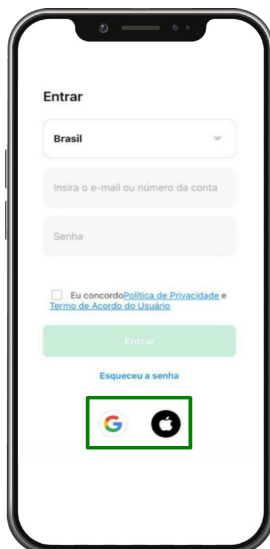 Entrar
Brasil
Insira o e-mail ou número da conta
Senha
Eu concordoPolítica de Privacidade e
Termo de Acordo do Usuário
Entrar
Esqueceu a senha